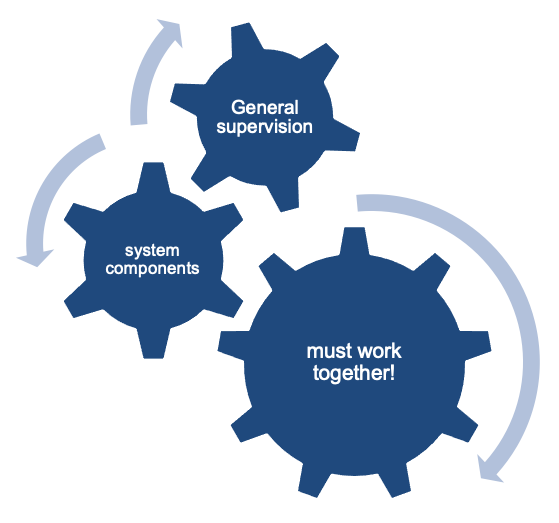 General
supervision
system
components
must work
together!